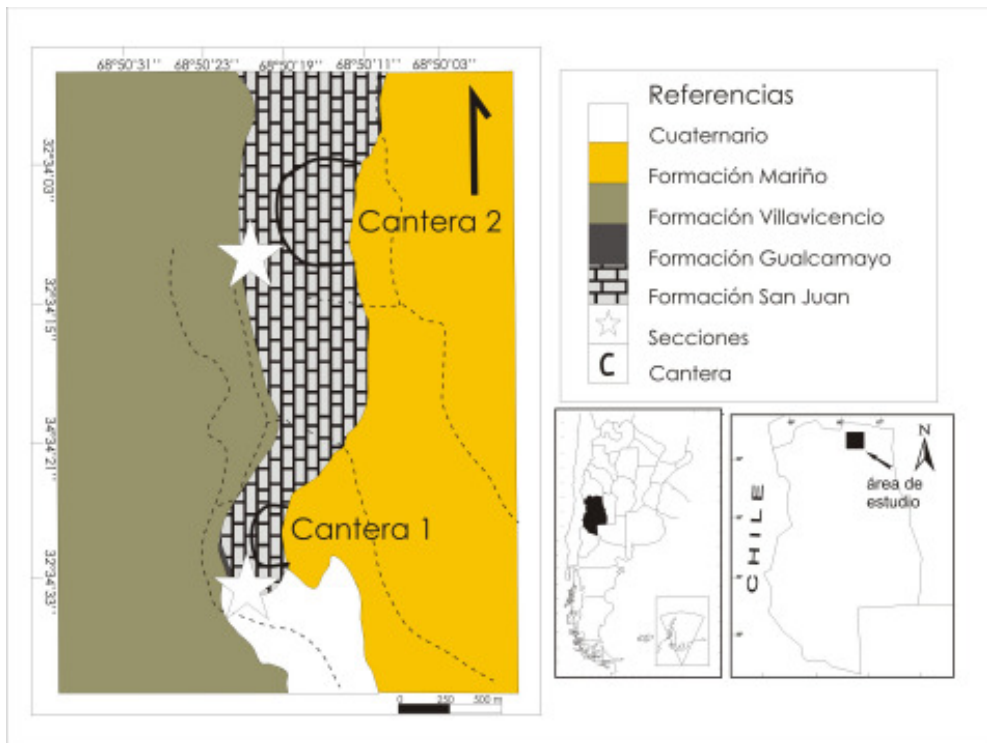 68°50'31'' 68°50'23'' 68°50'19'' 68°50'11'' 68°50'03''
32°34'03''
32°34'15''
34°34'21''
32°34'33''
Cantera 2
Cantera 1
0 250 500 m
Referencias
Cuaternario
Formación Mariño
Formación Villavicencio
Formación Gualcamayo
Formación San Juan
Secciones
C Cantera
N
área de
estudio
CHILE